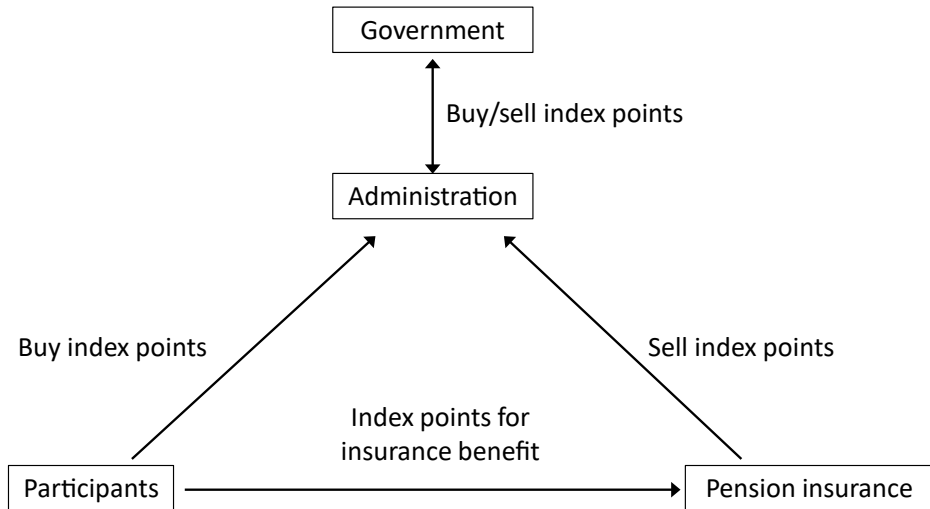 Government
Buy/sell index points
Administration
Buy index points
Sell index points
Index points for
insurance benefit
Participants
Pension insurance